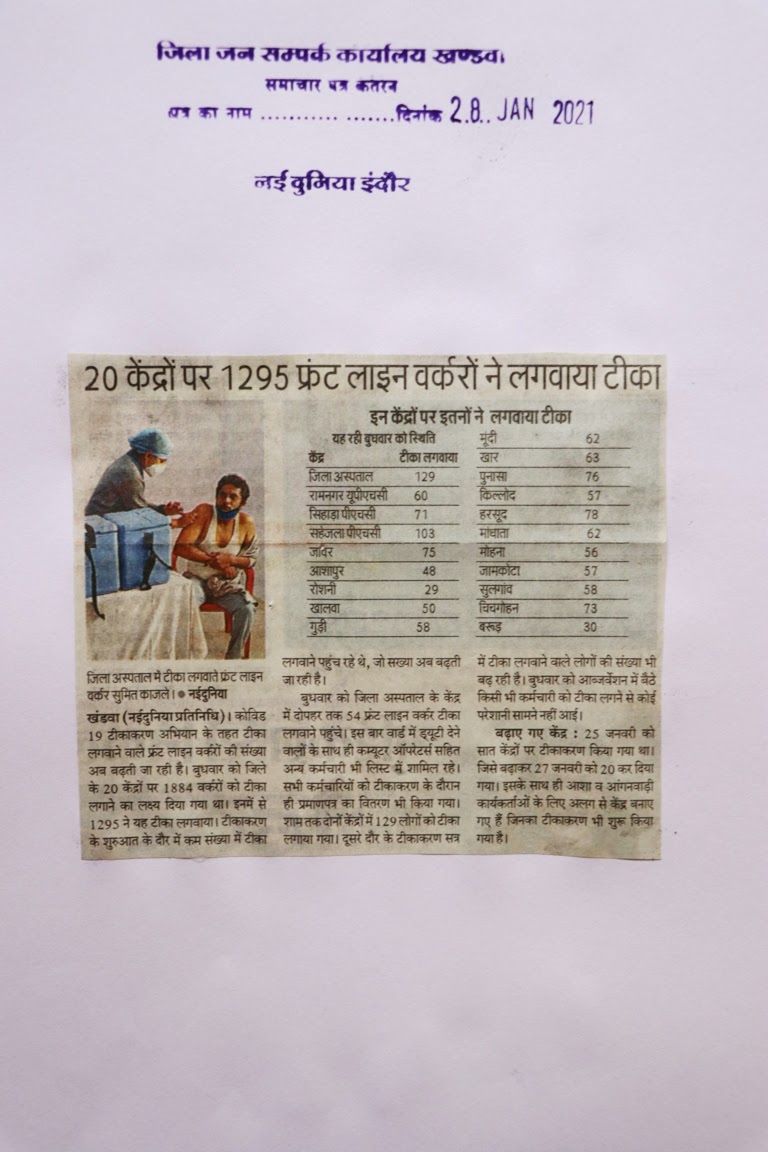 जिला जन सम्पर्क कार्यालय खण्डवा
समाचार पत्र कतरन
पत्र का नाम ........... .......दिनांक 28.. JAN 2021
नई दुनिया इंदौर
20 केंद्रों पर 1295 फ्रंट लाइन वर्करों ने लगवाया टीका
इन केंद्रों पर इतनों ने लगवाया टीका
यह रही बुधवार को स्थिति
केंद्र टीका लगवाया
जिला अस्पताल 129
रामनगर यूपीएचसी 60
सिहाड़ा पीएचसी 71
सहेजला पीएचसी 103
जावर 75
आशापुर 48
रोशनी 29
खालवा 50
गुड़ी 58
मूंदी 62
खार 63
पुनासा 76
किल्लोद 57
हरसूद 78
मांधाता 62
मोहना 56
जामकोटा 57
सुलगांव 58
चिचगोहन 73
बरूड़ 30
जिला अस्पताल में टीका लगवाते फ्रंट लाइन
वर्कर सुमित काजले। ● नईदुनिया
खंडवा (नईदुनिया प्रतिनिधि)। कोविड
19 टीकाकरण अभियान के तहत टीका
लगवाने वाले फ्रंट लाइन वर्करों की संख्या
अब बढ़ती जा रही है। बुधवार को जिले
के 20 केंद्रों पर 1884 वर्करों को टीका
लगाने का लक्ष्य दिया गया था। इनमें से
1295 ने यह टीका लगवाया। टीकाकरण
के शुरुआत के दौर में कम संख्या में टीका
लगवाने पहुंच रहे थे, जो सख्या अब बढ़ती
जा रही है।
बुधवार को जिला अस्पताल के केंद्र
में दोपहर तक 54 फ्रंट लाइन वर्कर टीका
लगवाने पहुंचे। इस बार वार्ड में ड्यूटी देने
वालों के साथ ही कम्प्यूटर ऑपरेटर्स सहित
अन्य कर्मचारी भी लिस्ट में शामिल रहे।
सभी कर्मचारियों को टीकाकरण के दौरान
ही प्रमाणपत्र का वितरण भी किया गया।
शाम तक दोनों केंद्रों में 129 लोगों को टीका
लगाया गया। दूसरे दौर के टीकाकरण सत्र
में टीका लगवाने वाले लोगों की संख्या भी
बढ़ रही है। बुधवार को आब्जर्वेशन में बैठे
किसी भी कर्मचारी को टीका लगने से कोई
परेशानी सामने नहीं आई।
बढ़ाए गए केंद्र : 25 जनवरी को
सात केंद्रों पर टीकाकरण किया गया था।
जिसे बढ़ाकर 27 जनवरी को 20 कर दिया
गया। इसके साथ ही आशा व आंगनवाड़ी
कार्यकर्ताओं के लिए अलग से केंद्र बनाए
गए हैं जिनका टीकाकरण भी शुरू किया
गया है।